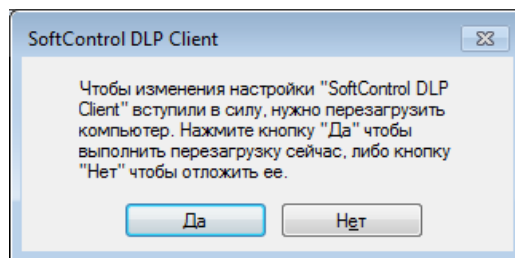 SoftControl DLP Client
Чтобы изменения настройки "SoftControl DLP
Client" вступили в силу, нужно перезагрузить
компьютер. Нажмите кнопку "Да" чтобы
выполнить перезагрузку сейчас, либо кнопку
"Нет" чтобы отложить ее.
Да Нет